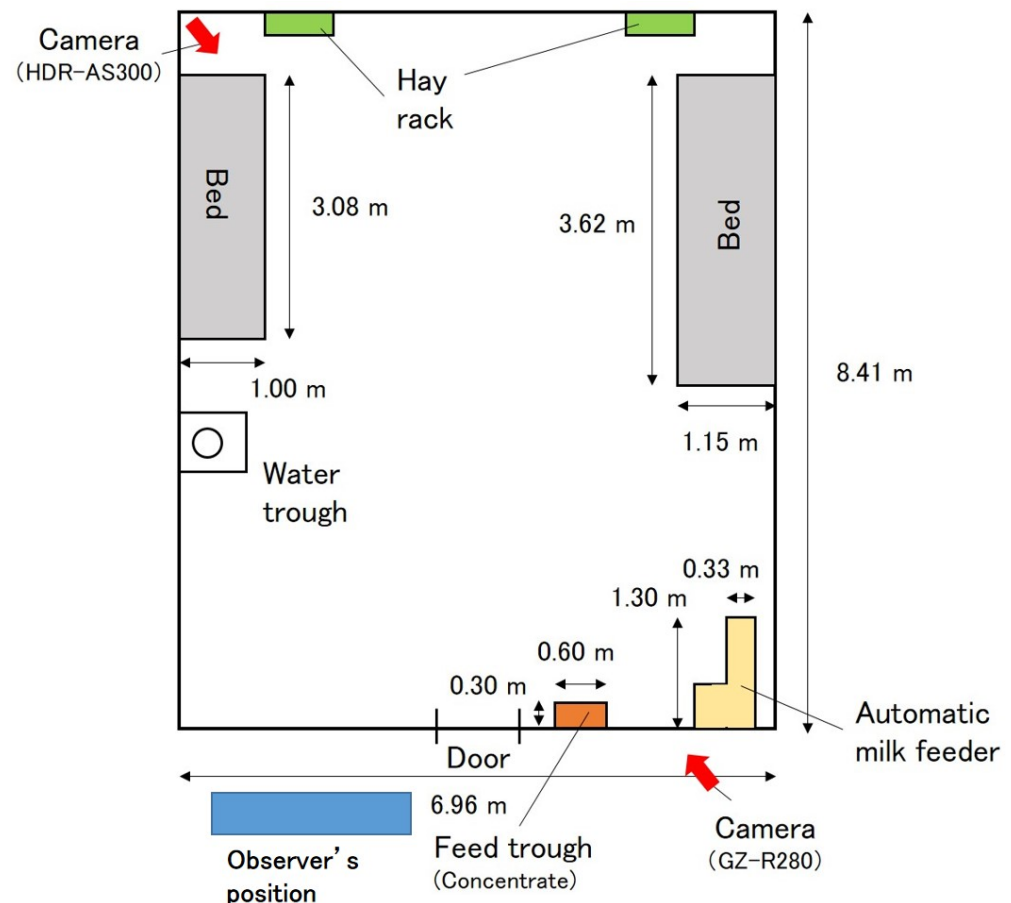 Camera
(HDR-AS300)
Hay
rack
Bed
3.08 m
3.62 m
Bed
8.41 m
1.00 m
1.15 m
Water
trough
0.33 m
1.30 m
0.60 m
0.30 m
Automatic
milk feeder
Door
6.96 m
Camera
(GZ-R280)
Feed trough
(Concentrate)
Observer's
position